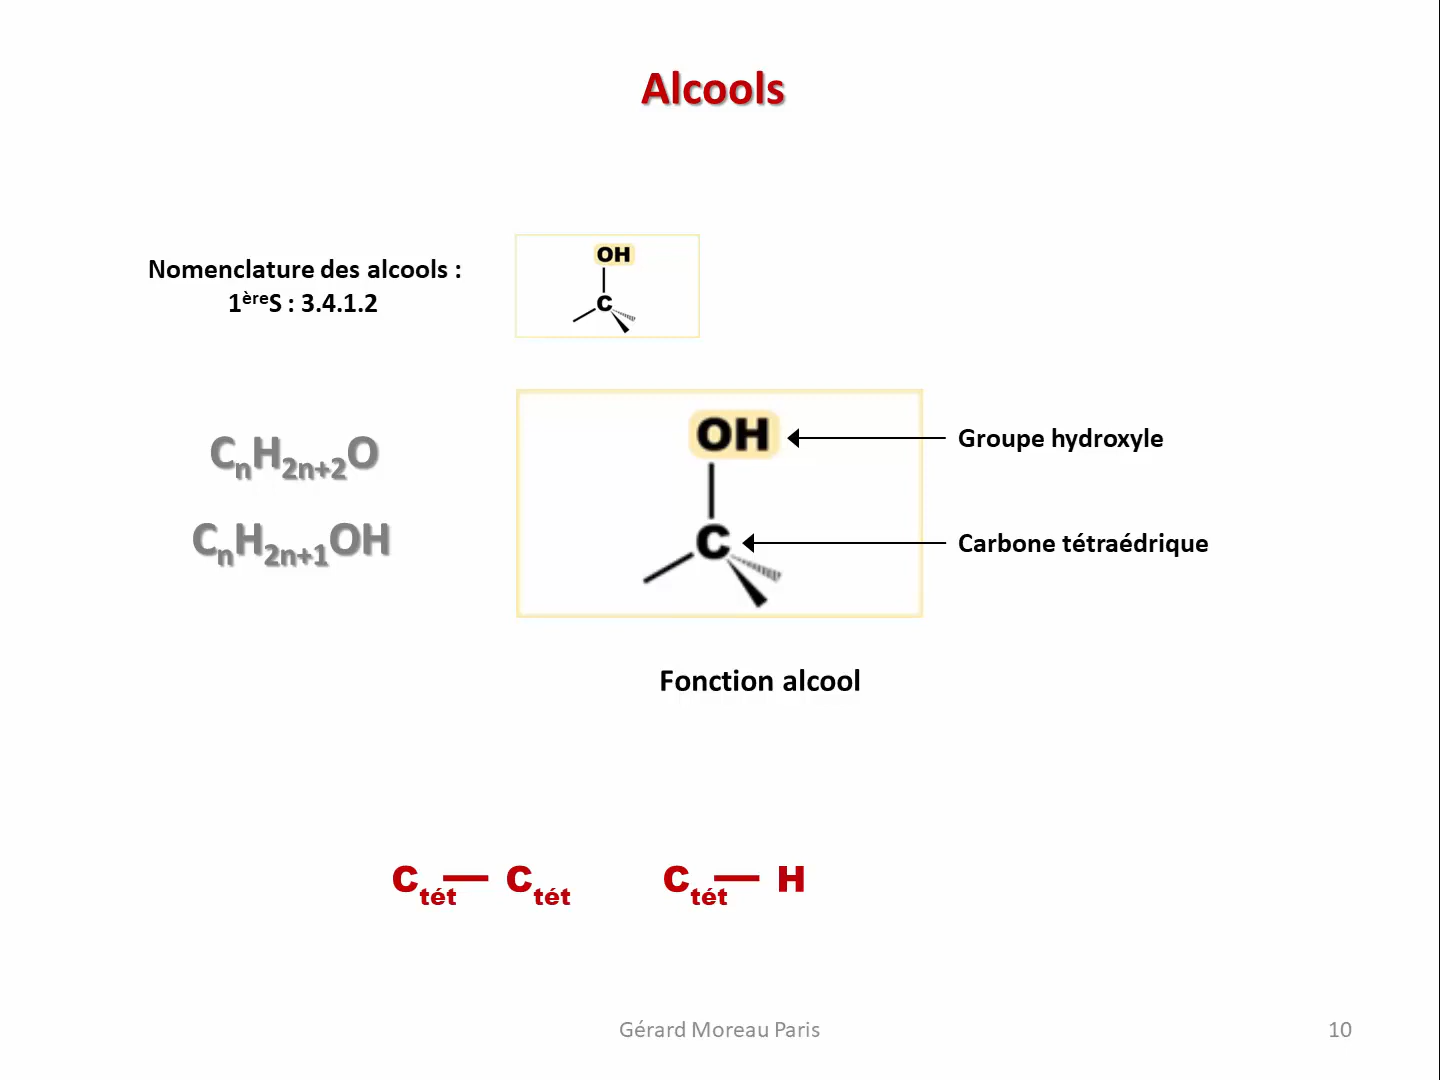 Alcools
Nomenclature des alcools :
1èreS : 3.4.1.2
OH
C
CnH2n+2O
CnH2n+1OH
OH
Groupe hydroxyle
C
Carbone tétraédrique
Fonction alcool
Ctét — Ctét
Ctét — H
Gérard Moreau Paris
10